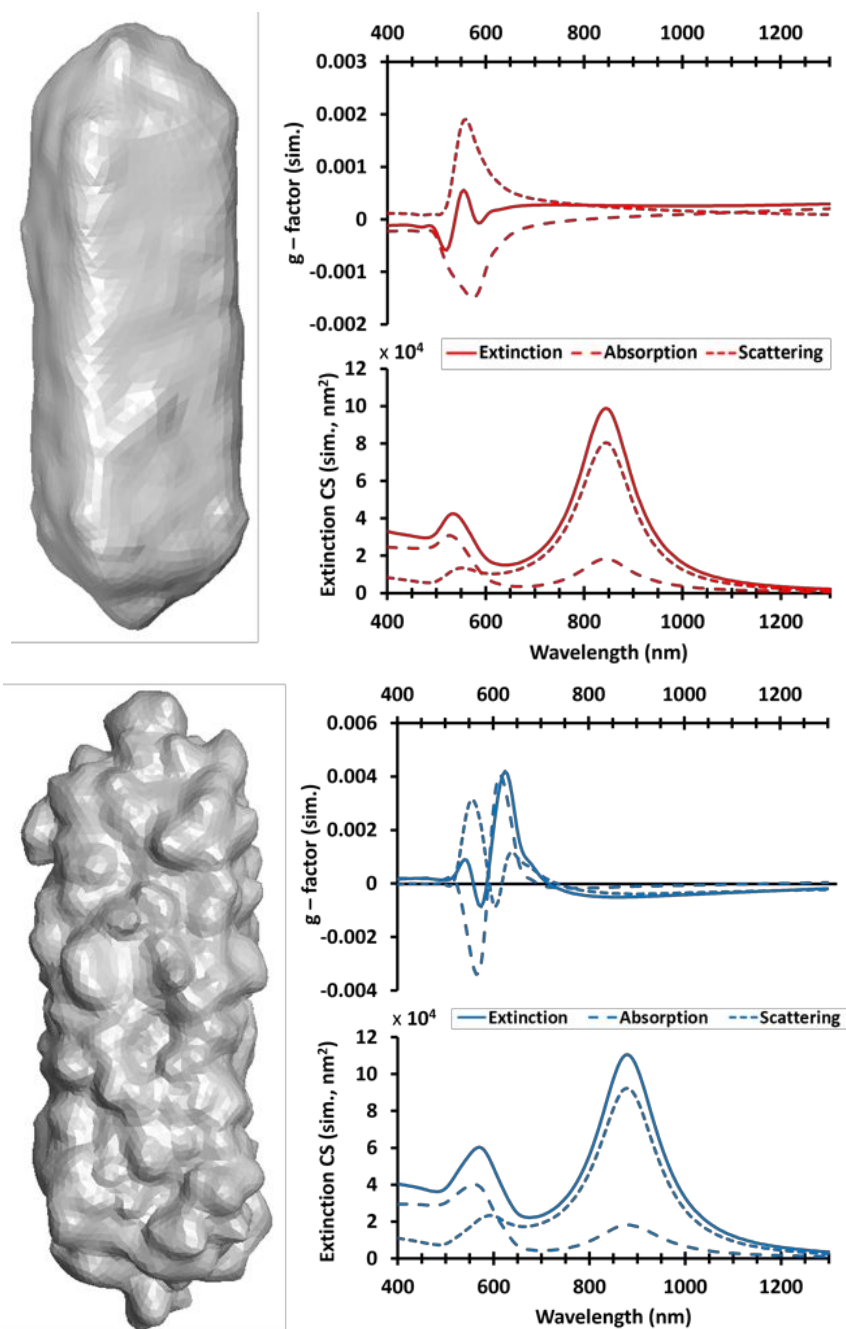 400 600 800 1000 1200
0.003
0.002
0.001
0
-0.001
-0.002
g – factor (sim.)
x 10⁴
Extinction Absorption Scattering
12
10
8
6
4
2
0
Extinction CS (sim., nm²)
400 600 800 1000 1200
Wavelength (nm)
400 600 800 1000 1200
0.006
0.004
0.002
0
-0.002
-0.004
g – factor (sim.)
x 10⁴
Extinction Absorption Scattering
12
10
8
6
4
2
0
Extinction CS (sim., nm²)
400 600 800 1000 1200
Wavelength (nm)